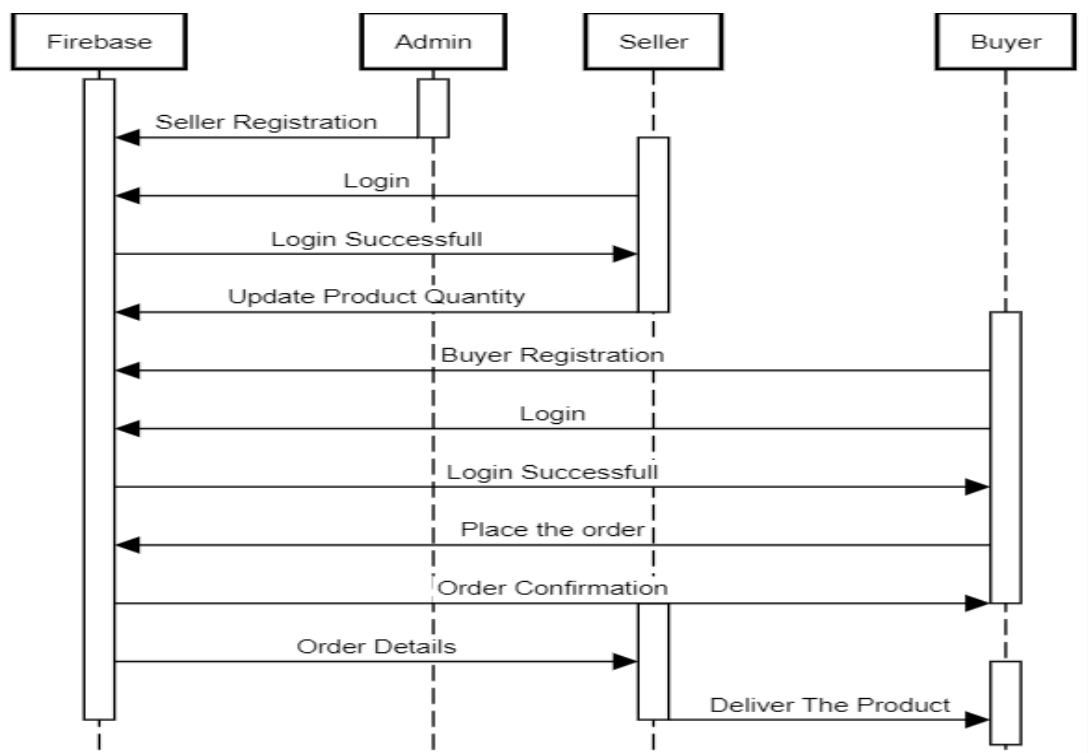 Firebase
Admin
Seller
Buyer
Seller Registration
Login
Login Successfull
Update Product Quantity
Buyer Registration
Login
Login Successfull
Place the order
Order Confirmation
Order Details
Deliver The Product